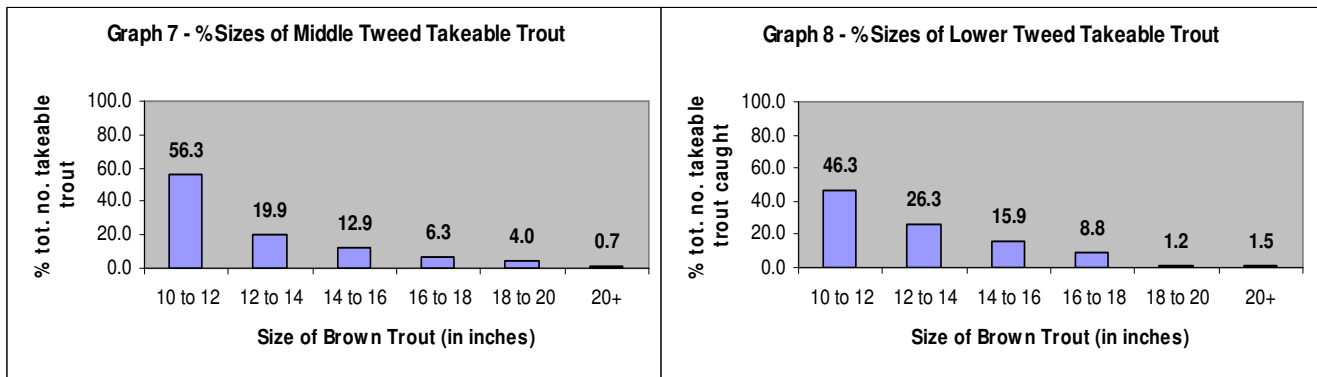 Graph 7 - %Sizes of Middle Tweed Takeable Trout
% tot. no. takeable
trout
100.0
80.0
60.0
40.0
20.0
0.0
56.3
19.9
12.9
6.3
4.0
0.7
10 to 12 12 to 14 14 to 16 16 to 18 18 to 20 20+
Size of Brown Trout (in inches)
Graph 8 - %Sizes of Lower Tweed Takeable Trout
% tot. no. takeable
trout caught
100.0
80.0
60.0
40.0
20.0
0.0
46.3
26.3
15.9
8.8
1.2
1.5
10 to 12 12 to 14 14 to 16 16 to 18 18 to 20 20+
Size of Brown Trout (in inches)